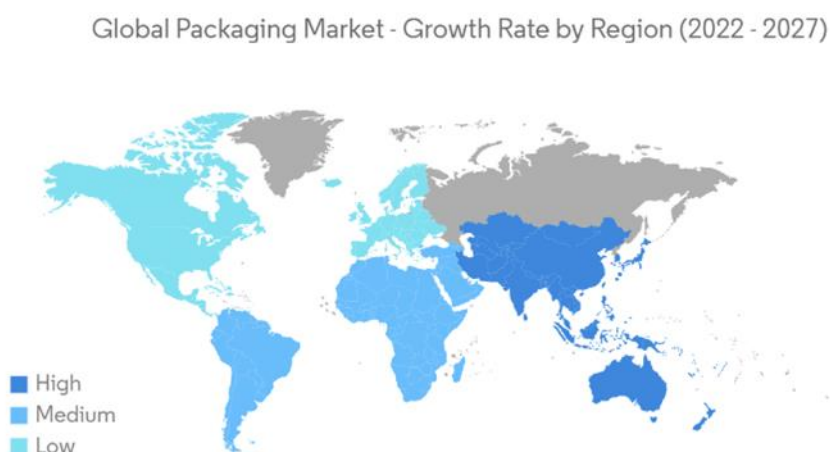 Global Packaging Market - Growth Rate by Region (2022 - 2027)
High
Medium
Low